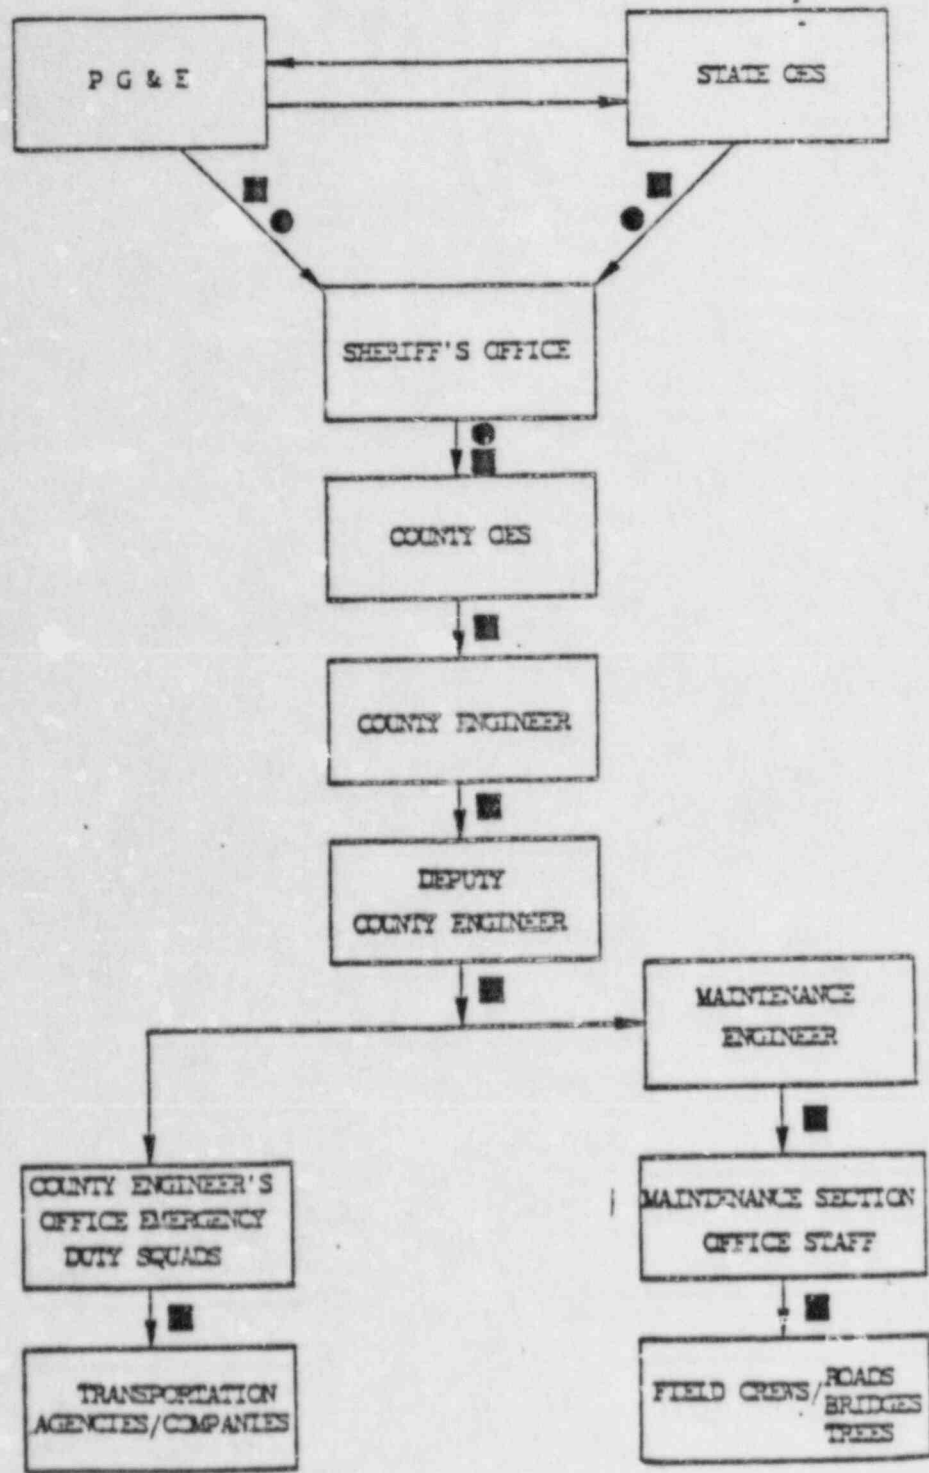 P G & E
STATE OES
SHERIFF'S OFFICE
COUNTY OES
COUNTY ENGINEER
DEPUTY
COUNTY ENGINEER
MAINTENANCE
ENGINEER
COUNTY ENGINEER'S
OFFICE EMERGENCY
DUTY SQUADS
MAINTENANCE SECTION
OFFICE STAFF
TRANSPORTATION
AGENCIES/COMPANIES
FIELD CREWS/ROADS
BRIDGES
TREES